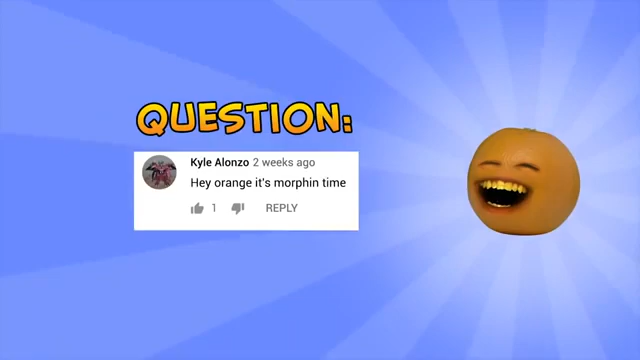 QUESTION:
Kyle Alonzo 2 weeks ago
Hey orange it's morphin time
1 REPLY